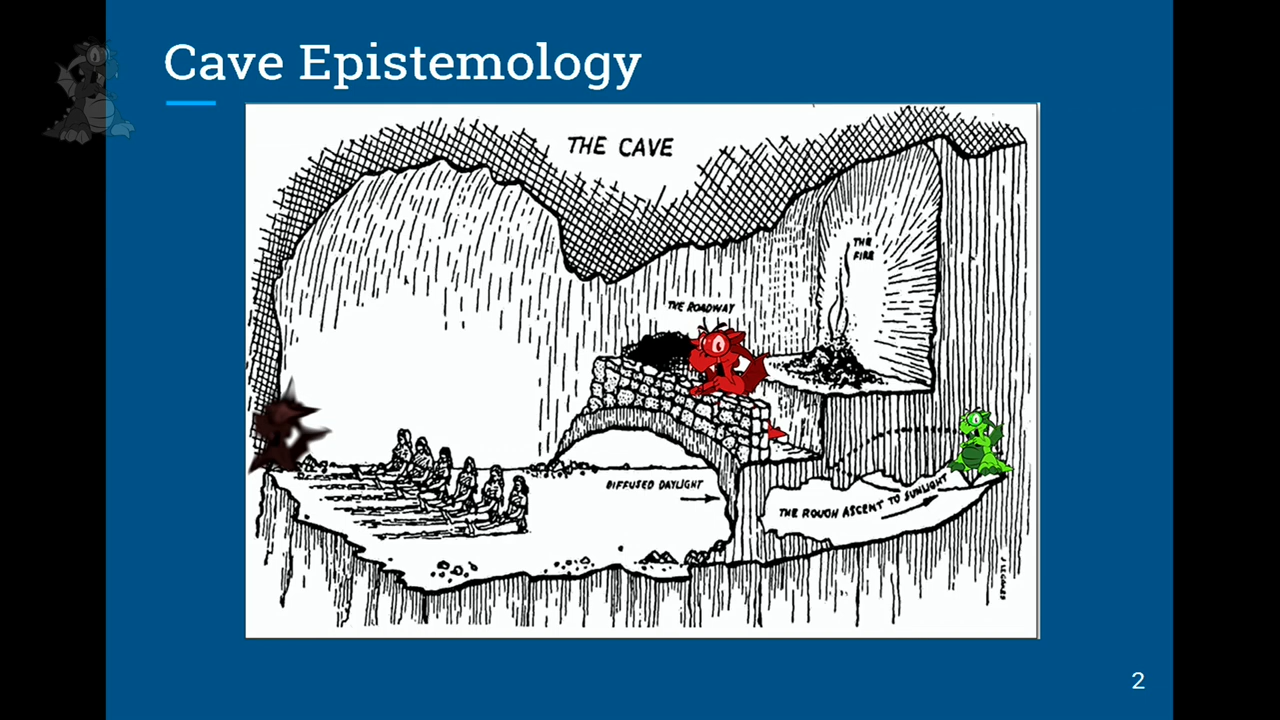 Cave Epistemology
THE CAVE
THE
FIRE
THE ROADWAY
DIFFUSED DAYLIGHT
THE ROUGH ASCENT TO SUNLIGHT
2